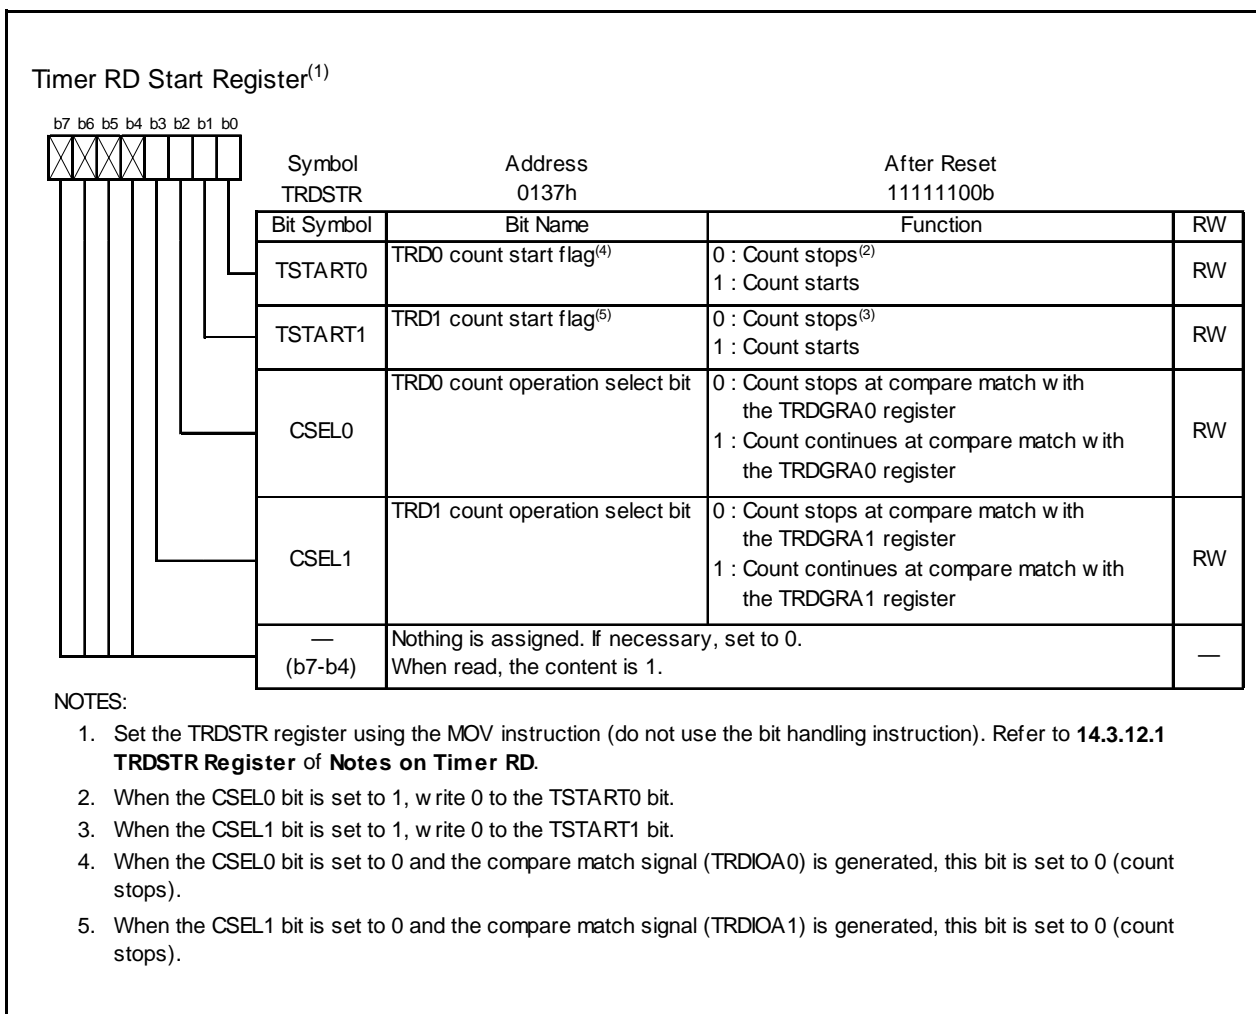 Timer RD Start Register(1)
b7 b6 b5 b4 b3 b2 b1 b0
Symbol Address After Reset
TRDSTR 0137h 11111100b
Bit Symbol Bit Name Function RW
TSTART0 TRD0 count start flag(4) 0 : Count stops(2) RW
1 : Count starts
TSTART1 TRD1 count start flag(5) 0 : Count stops(3) RW
1 : Count starts
CSEL0 TRD0 count operation select bit 0 : Count stops at compare match with RW
the TRDGRA0 register
1 : Count continues at compare match with
the TRDGRA0 register
CSEL1 TRD1 count operation select bit 0 : Count stops at compare match with RW
the TRDGRA1 register
1 : Count continues at compare match with
the TRDGRA1 register
— Nothing is assigned. If necessary, set to 0. —
(b7-b4) When read, the content is 1.
NOTES:
1. Set the TRDSTR register using the MOV instruction (do not use the bit handling instruction). Refer to 14.3.12.1
TRDSTR Register of Notes on Timer RD.
2. When the CSEL0 bit is set to 1, write 0 to the TSTART0 bit.
3. When the CSEL1 bit is set to 1, write 0 to the TSTART1 bit.
4. When the CSEL0 bit is set to 0 and the compare match signal (TRDIOA0) is generated, this bit is set to 0 (count
stops).
5. When the CSEL1 bit is set to 0 and the compare match signal (TRDIOA1) is generated, this bit is set to 0 (count
stops).